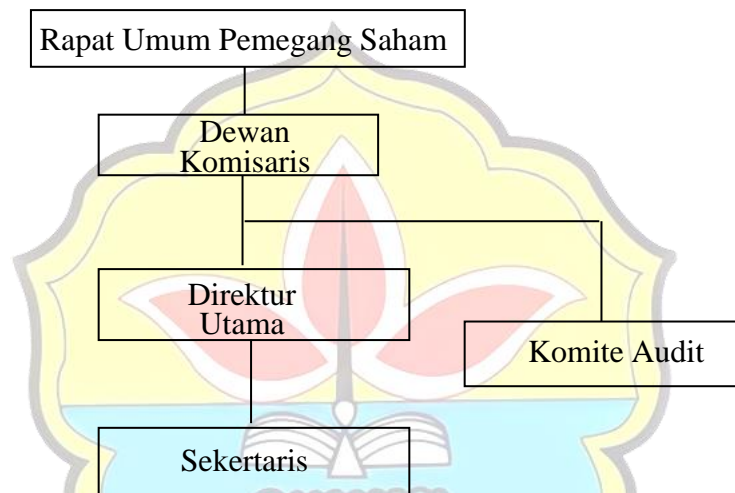 Rapat Umum Pemegang Saham
Dewan
Komisaris
Direktur
Utama
Komite Audit
Sekertaris